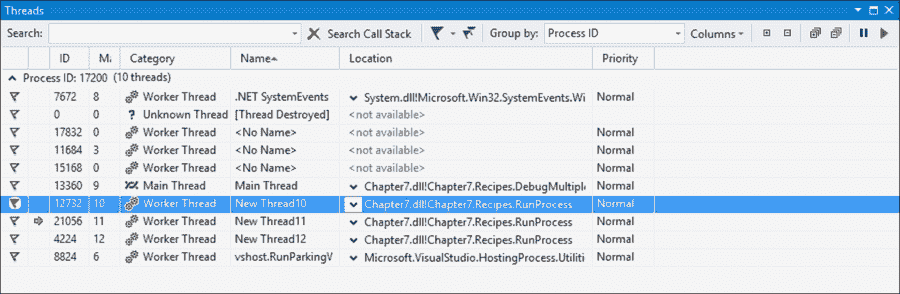 Threads
Search: Search Call Stack Group by: Process ID Columns
ID M. Category Name Location Priority
Process ID: 17200 (10 threads)
7672 8 Worker Thread .NET SystemEvents System.dll!Microsoft.Win32.SystemEvents.Wi Normal
0 0 ? Unknown Thread [Thread Destroyed] <not available>
17832 0 Worker Thread <No Name> <not available> Normal
11684 3 Worker Thread <No Name> <not available> Normal
15168 0 Worker Thread <No Name> <not available> Normal
13360 9 Main Thread Main Thread Chapter7.dll!Chapter7.Recipes.DebugMultiple Normal
12732 10 Worker Thread New Thread10 Chapter7.dll!Chapter7.Recipes.RunProcess Normal
21056 11 Worker Thread New Thread11 Chapter7.dll!Chapter7.Recipes.RunProcess Normal
4224 12 Worker Thread New Thread12 Chapter7.dll!Chapter7.Recipes.RunProcess Normal
8824 6 Worker Thread vshost.RunParkingV Microsoft.VisualStudio.HostingProcess.Utiliti Normal